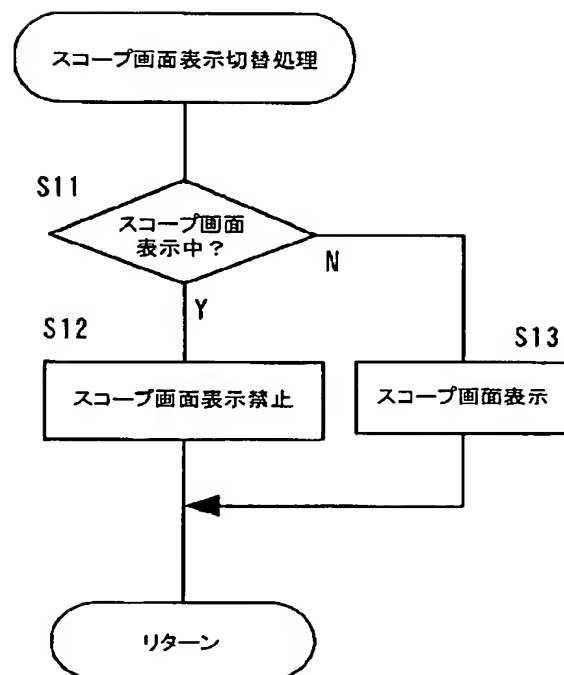 スコープ画面表示切替処理
S11
スコープ画面
表示中？
N
Y
S12
S13
スコープ画面表示禁止
スコープ画面表示
リターン